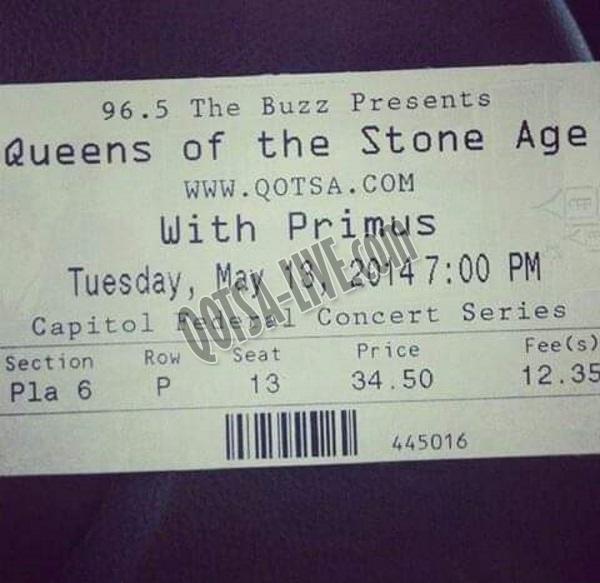 96.5 The Buzz Presents
Queens of the Stone Age
WWW.QOTSA.COM
With Primus
Tuesday, May 13, 2014 7:00 PM
QOTSA-LIVE.com
Capitol Federal Concert Series
Section Row Seat Price Fee(s)
Pla 6 P 13 34.50 12.35
445016